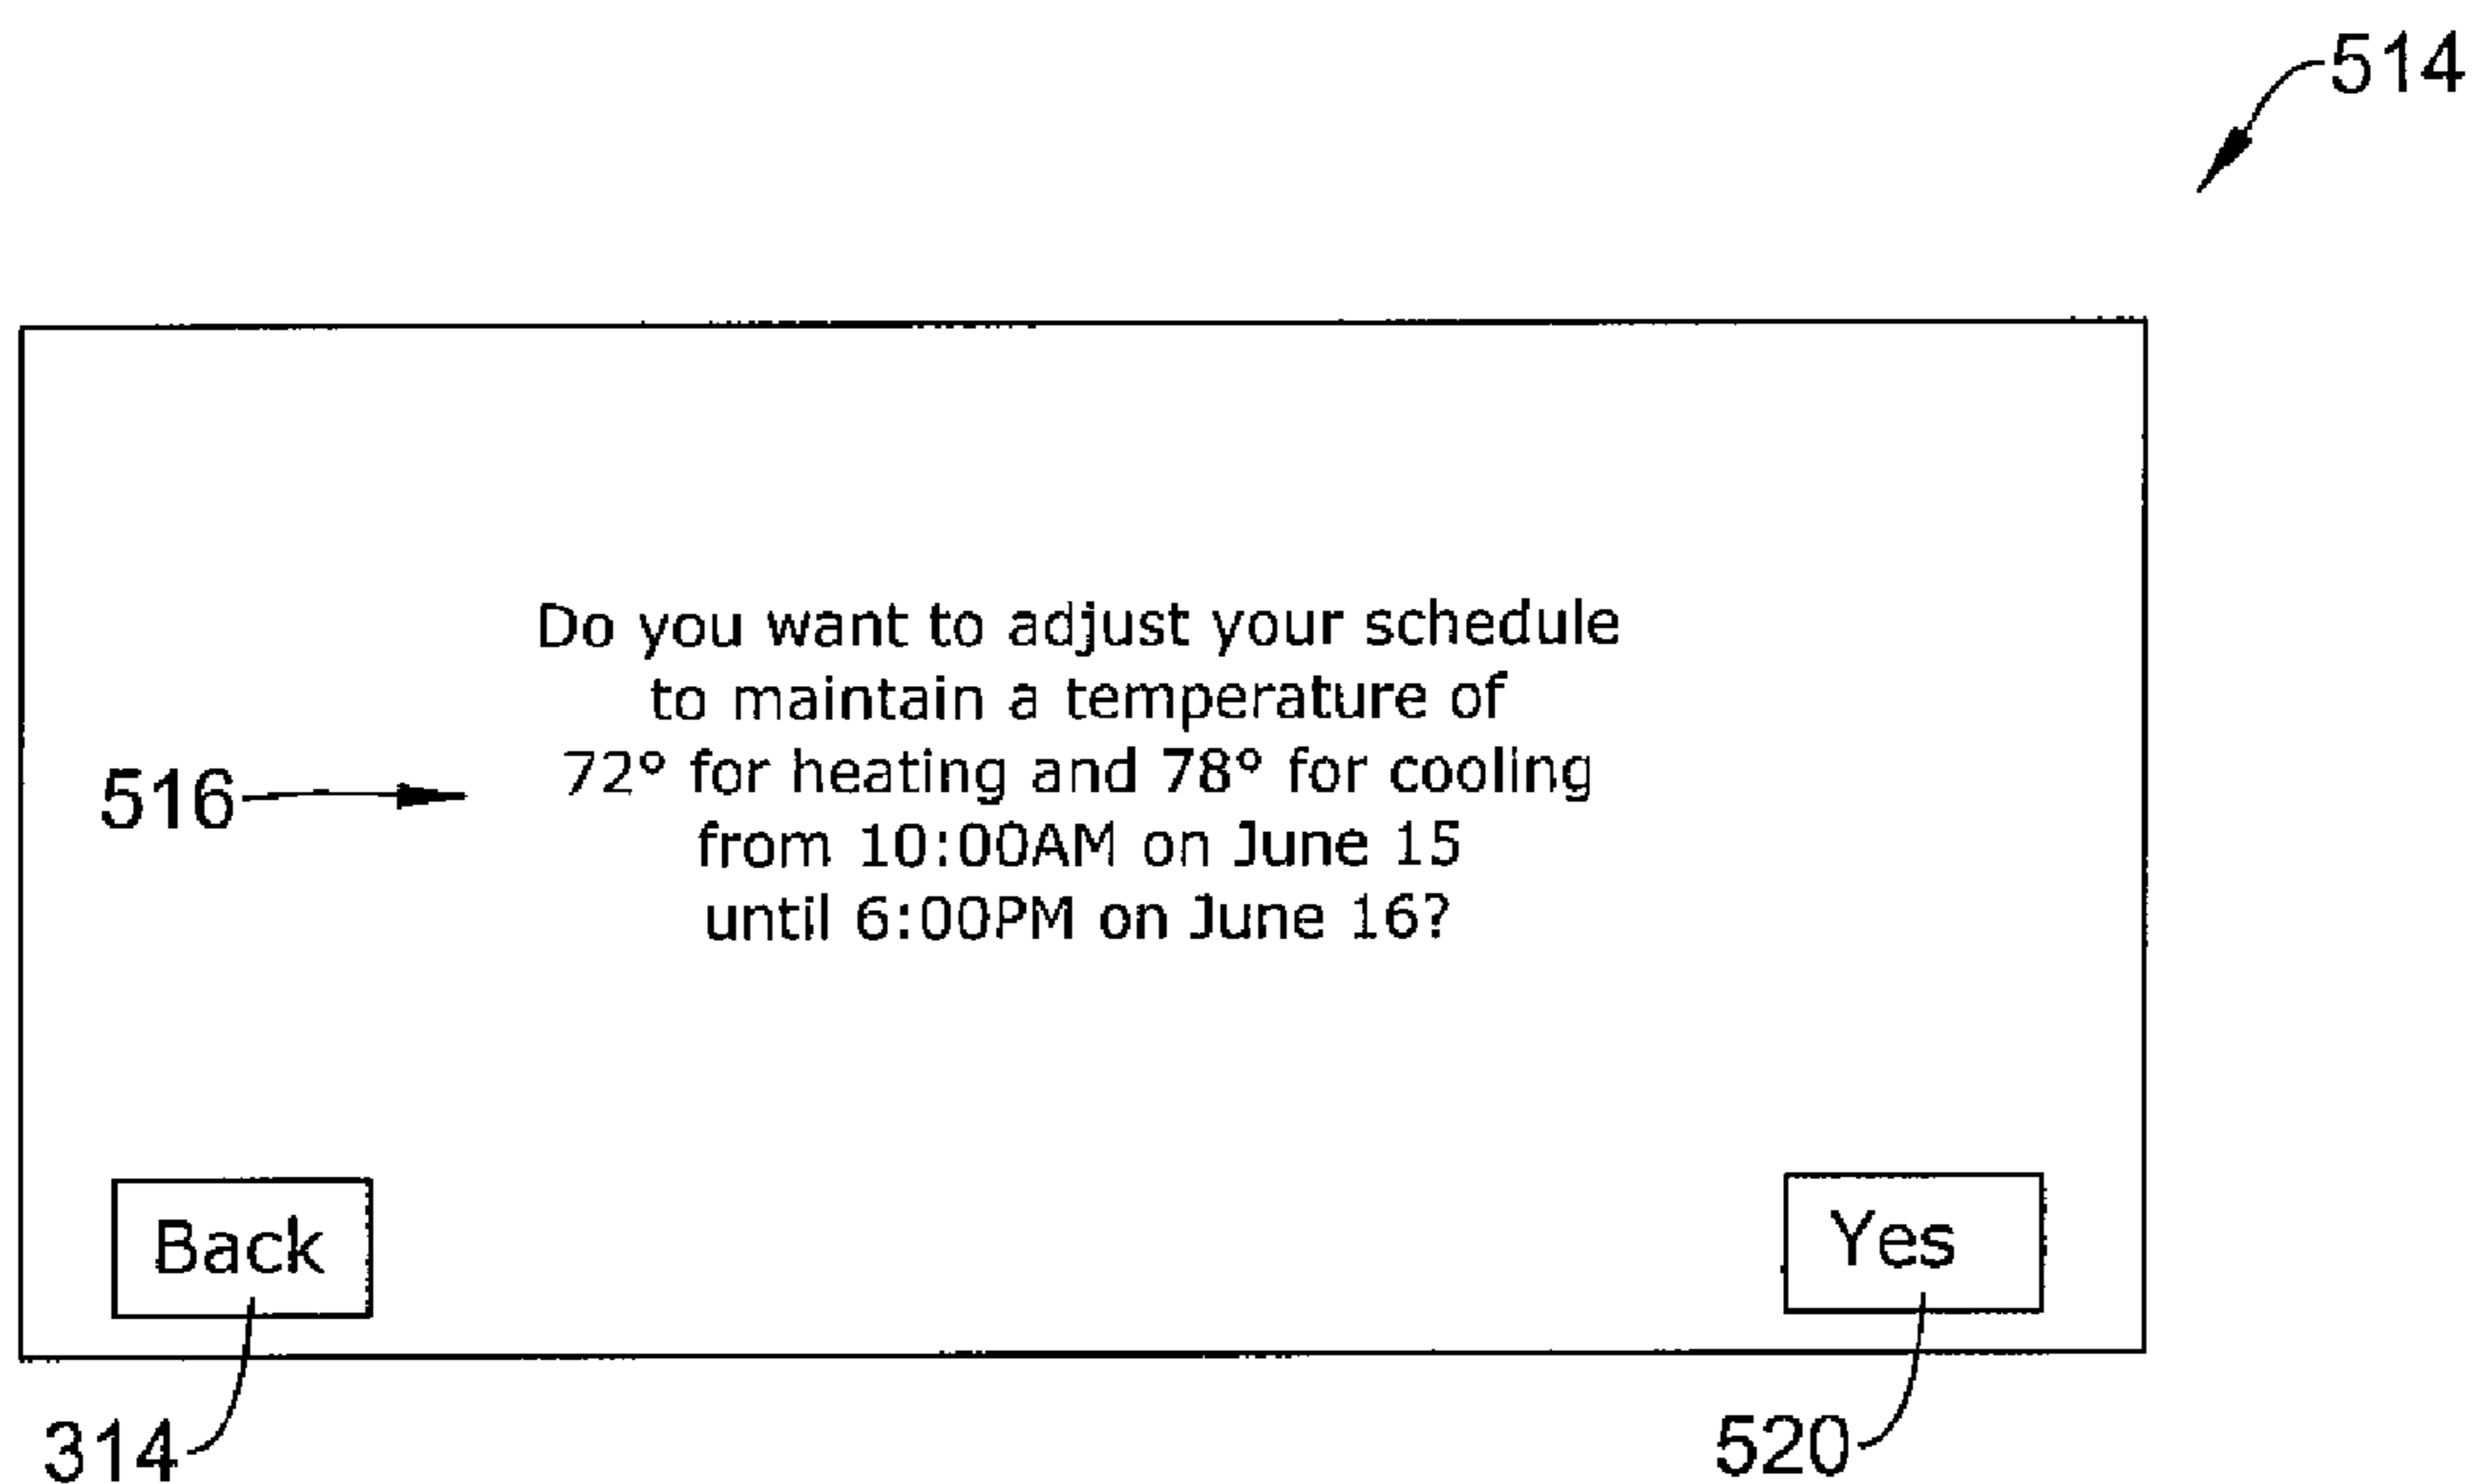 514
Do you want to adjust your schedule
to maintain a temperature of
72° for heating and 78° for cooling
516
from 10:00AM on June 15
until 6:00PM on June 16?
Back
Yes
314
520